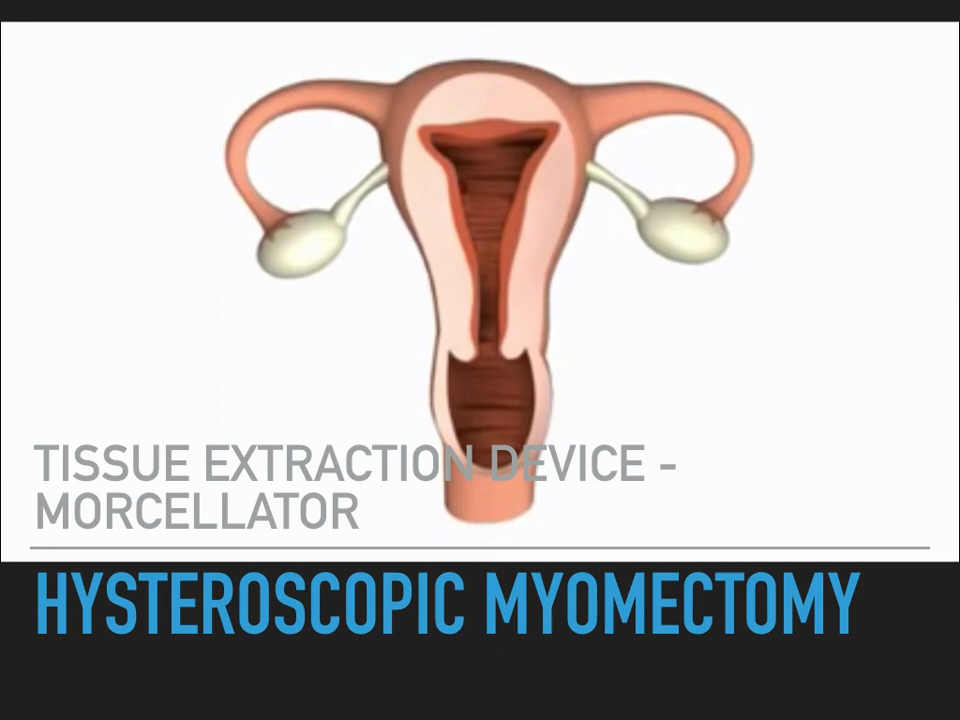 TISSUE EXTRACTION DEVICE -
MORCELLATOR
HYSTEROSCOPIC MYOMECTOMY